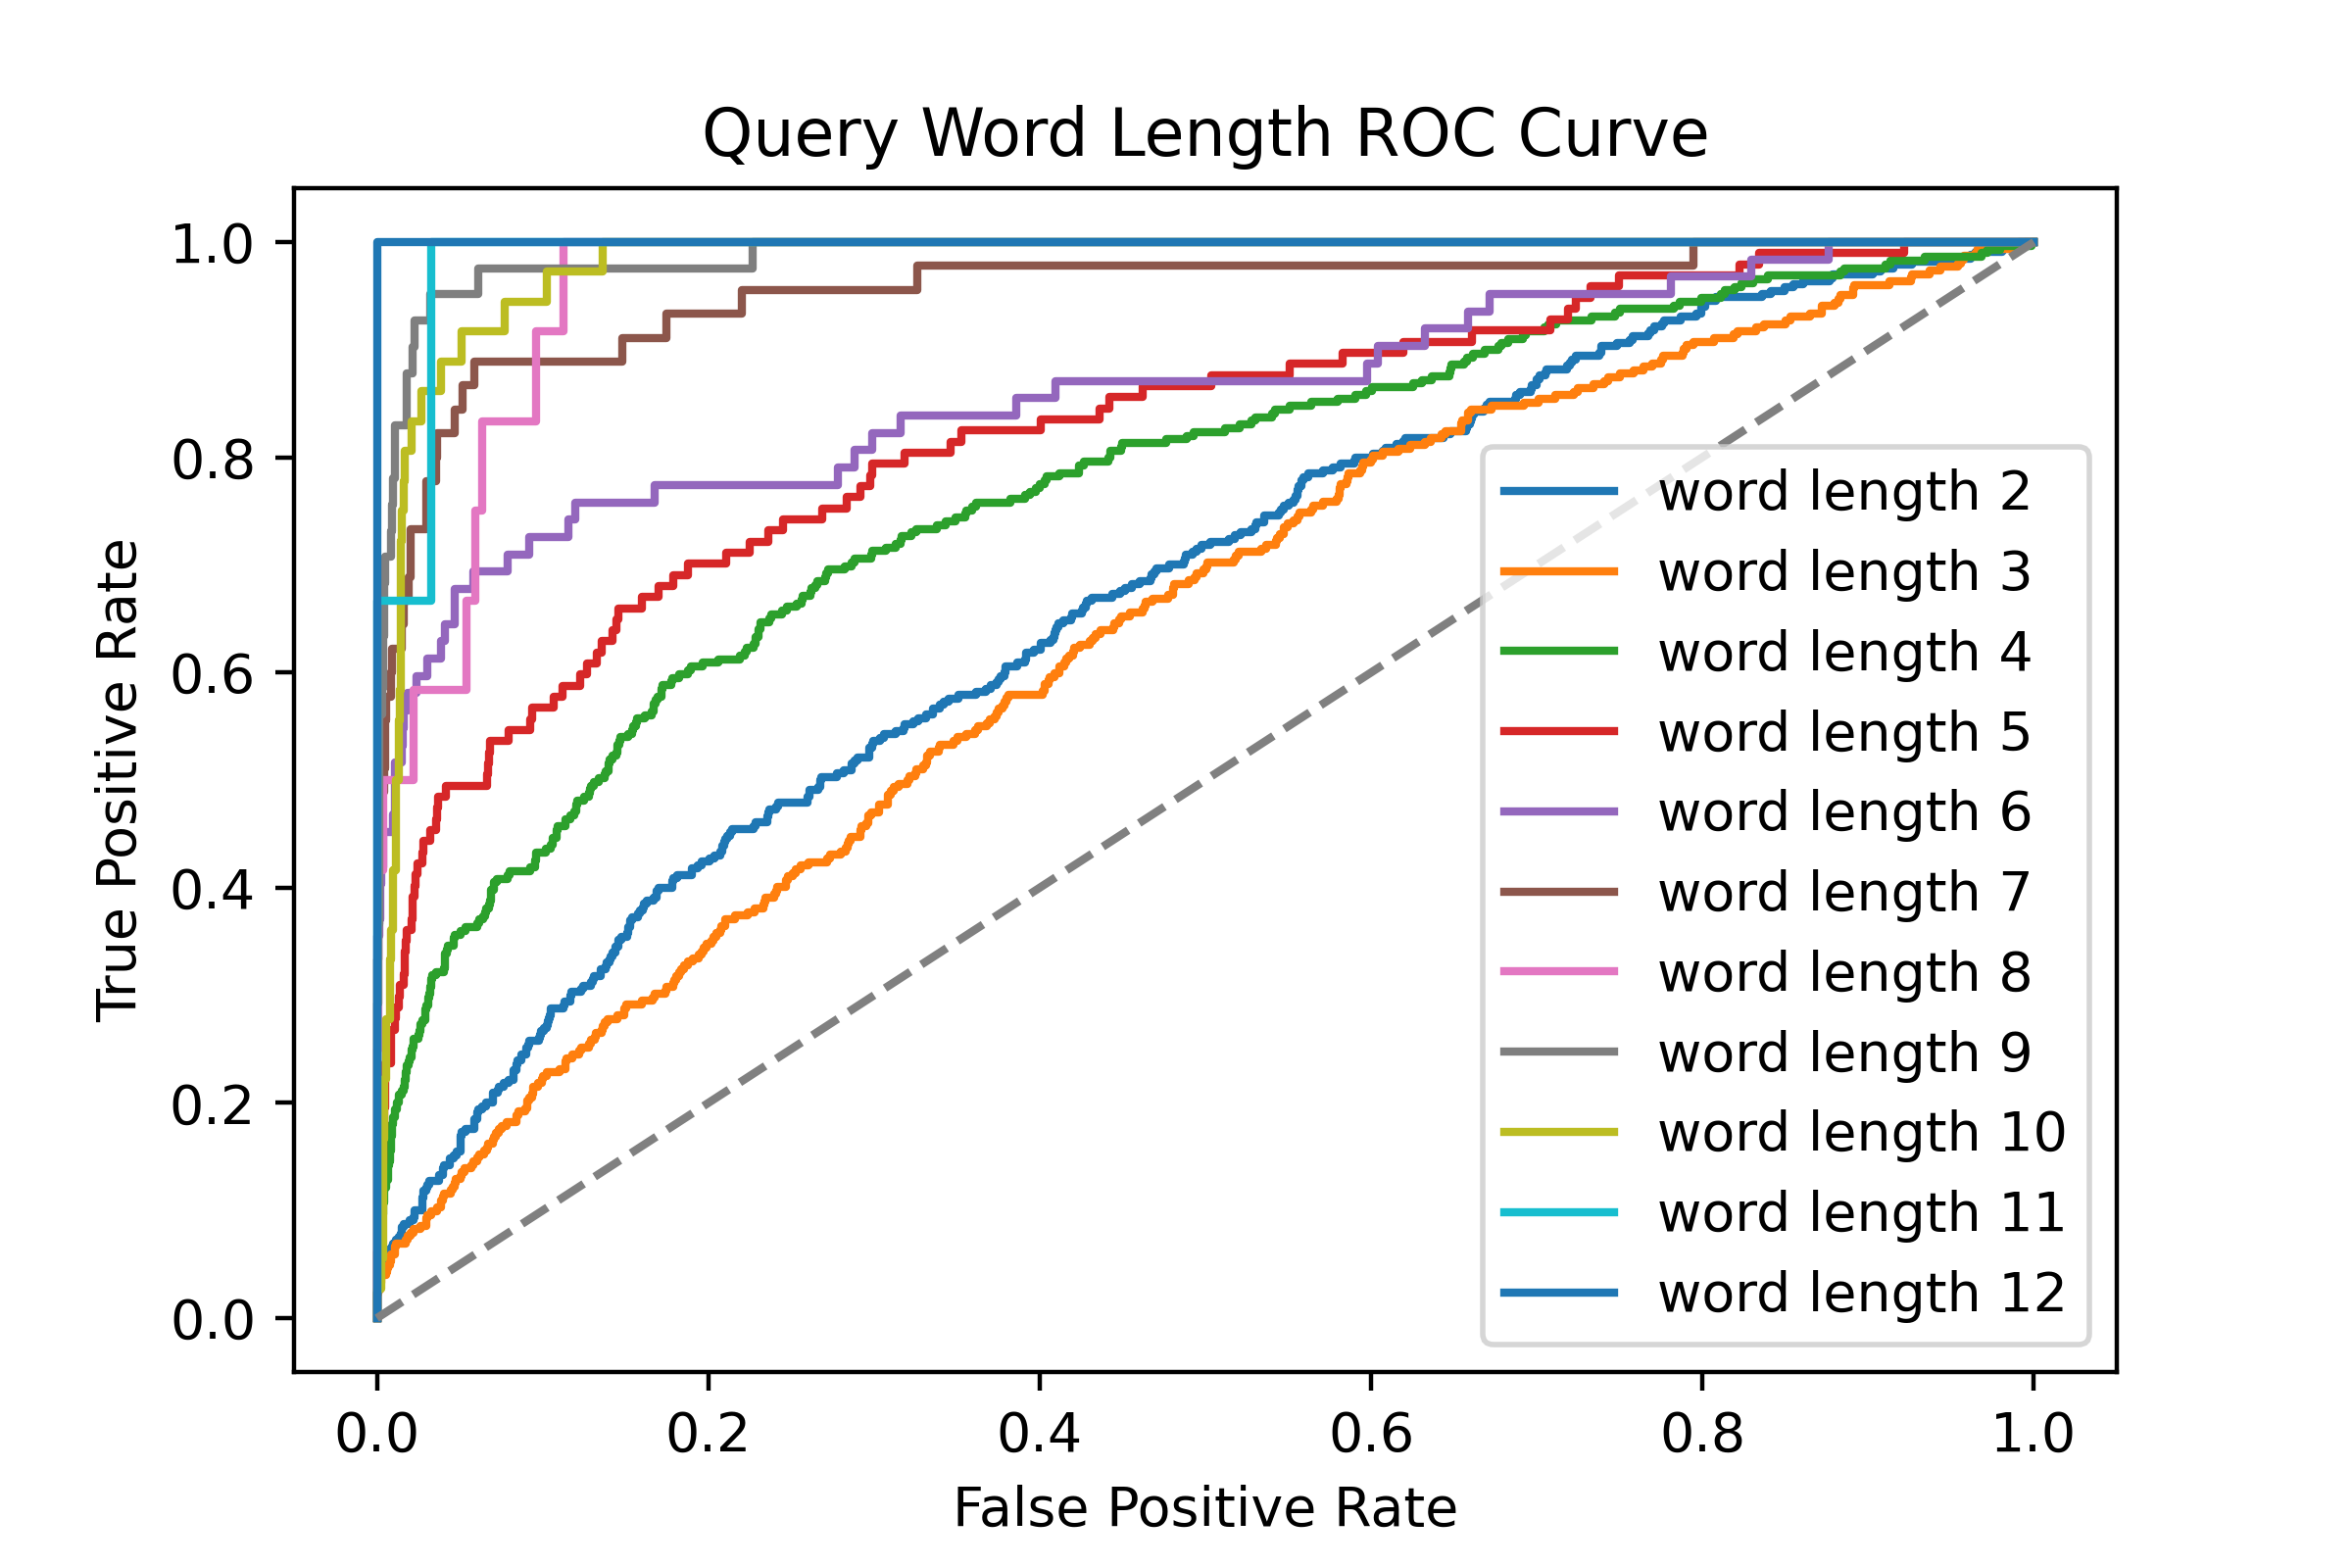 Query Word Length ROC Curve
True Positive Rate
1.0
0.8
0.6
0.4
0.2
0.0
word length 2
word length 3
word length 4
word length 5
word length 6
word length 7
word length 8
word length 9
word length 10
word length 11
word length 12
0.0 0.2 0.4 0.6 0.8 1.0
False Positive Rate